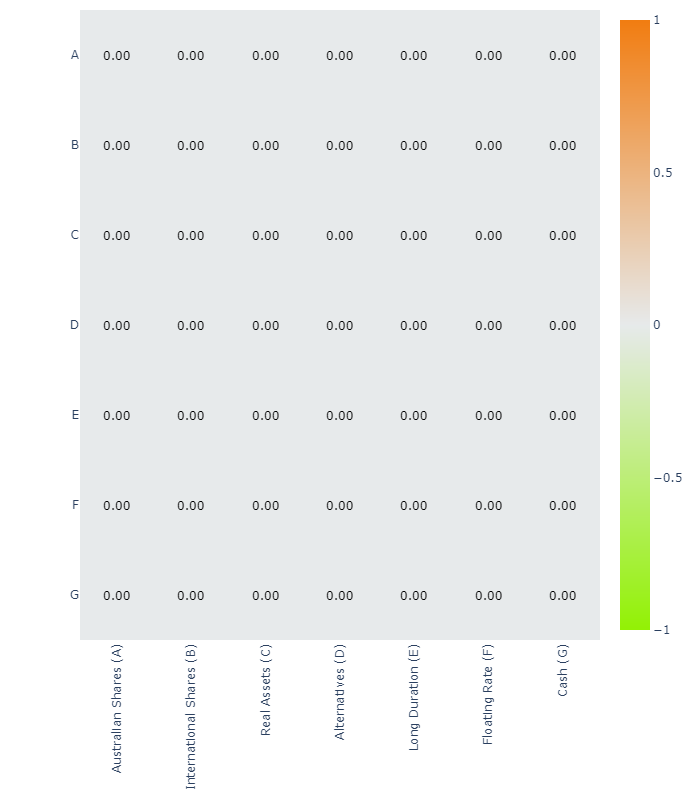 A 0.00 0.00 0.00 0.00 0.00 0.00 0.00
B 0.00 0.00 0.00 0.00 0.00 0.00 0.00
C 0.00 0.00 0.00 0.00 0.00 0.00 0.00
D 0.00 0.00 0.00 0.00 0.00 0.00 0.00
E 0.00 0.00 0.00 0.00 0.00 0.00 0.00
F 0.00 0.00 0.00 0.00 0.00 0.00 0.00
G 0.00 0.00 0.00 0.00 0.00 0.00 0.00
Australian Shares (A)
International Shares (B)
Real Assets (C)
Alternatives (D)
Long Duration (E)
Floating Rate (F)
Cash (G)
1
0.5
0
−0.5
−1